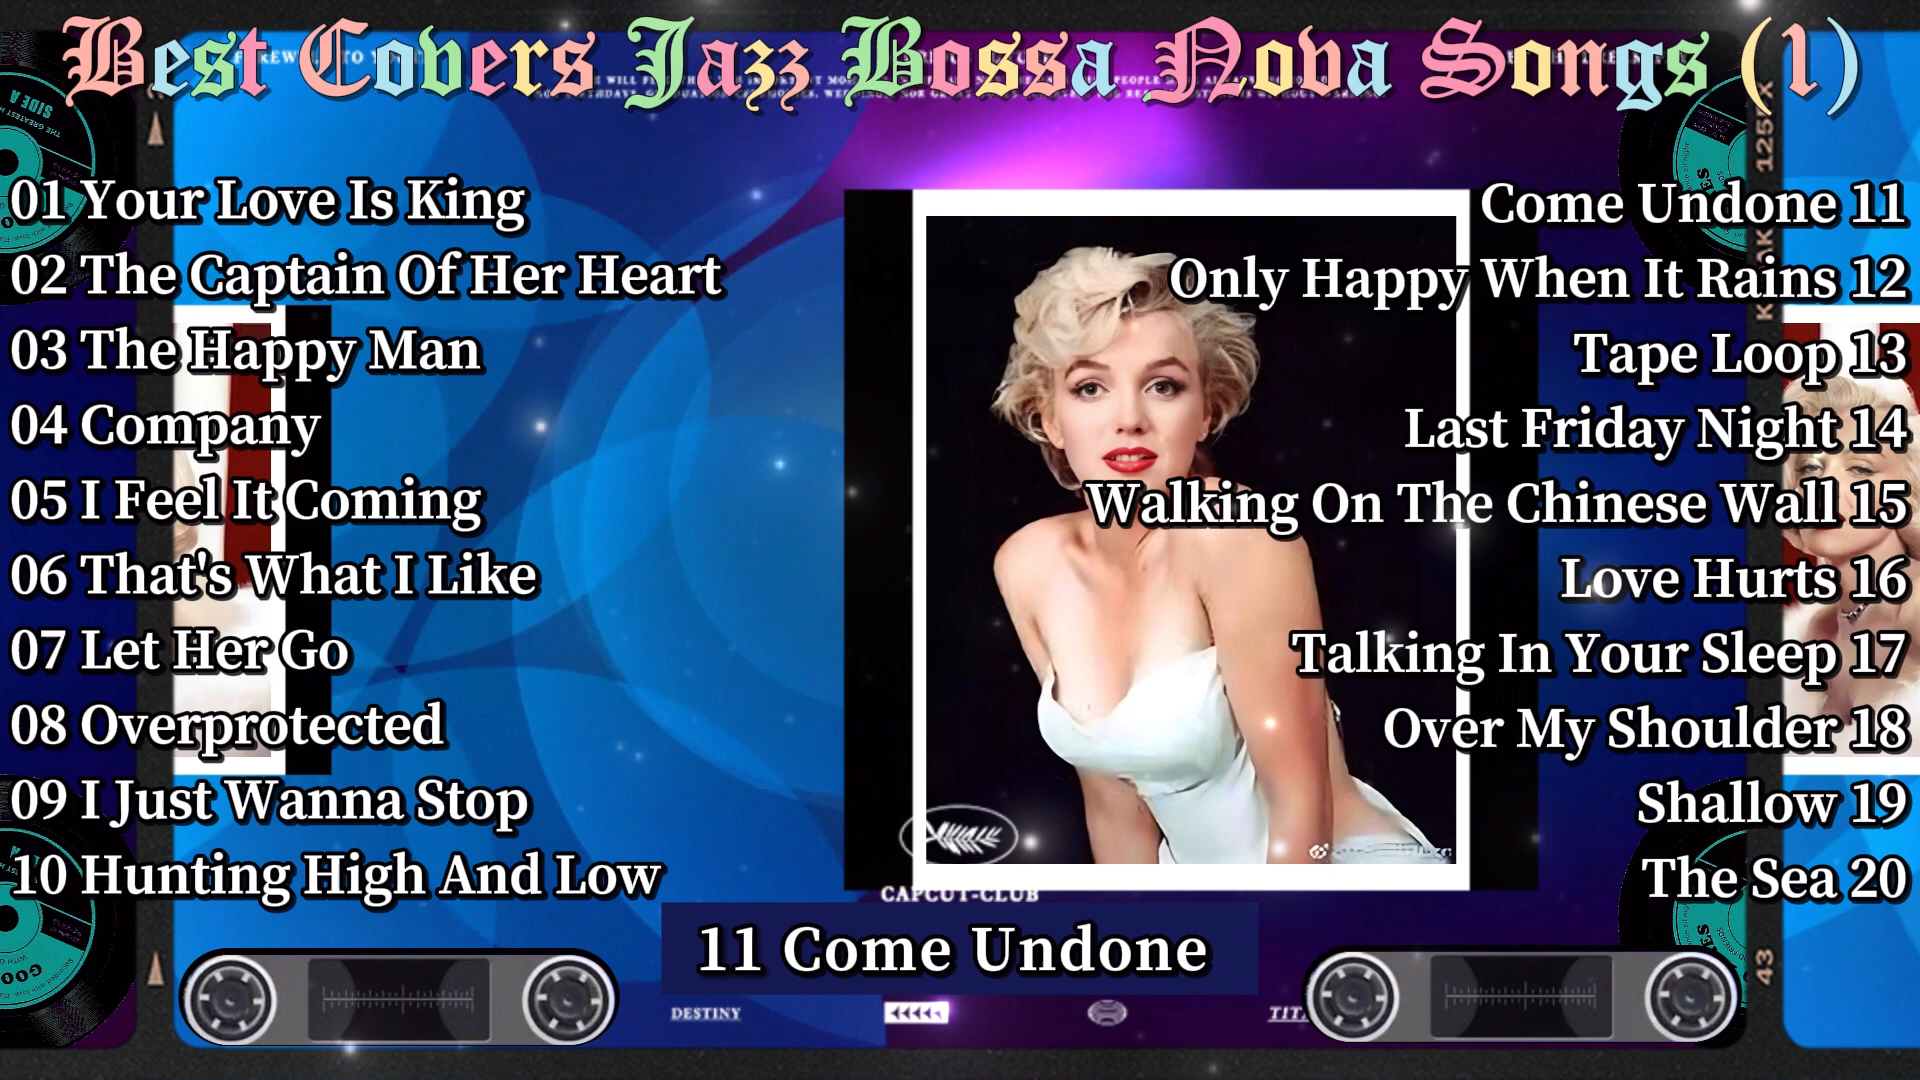 Best Covers Jazz Bossa Nova Songs (1)
01 Your Love Is King
02 The Captain Of Her Heart
03 The Happy Man
04 Company
05 I Feel It Coming
06 That's What I Like
07 Let Her Go
08 Overprotected
09 I Just Wanna Stop
10 Hunting High And Low
Come Undone 11
Only Happy When It Rains 12
Tape Loop 13
Last Friday Night 14
Walking On The Chinese Wall 15
Love Hurts 16
Talking In Your Sleep 17
Over My Shoulder 18
Shallow 19
The Sea 20
CAPCUT-CLUB
11 Come Undone
DESTINY
SIDE A
43